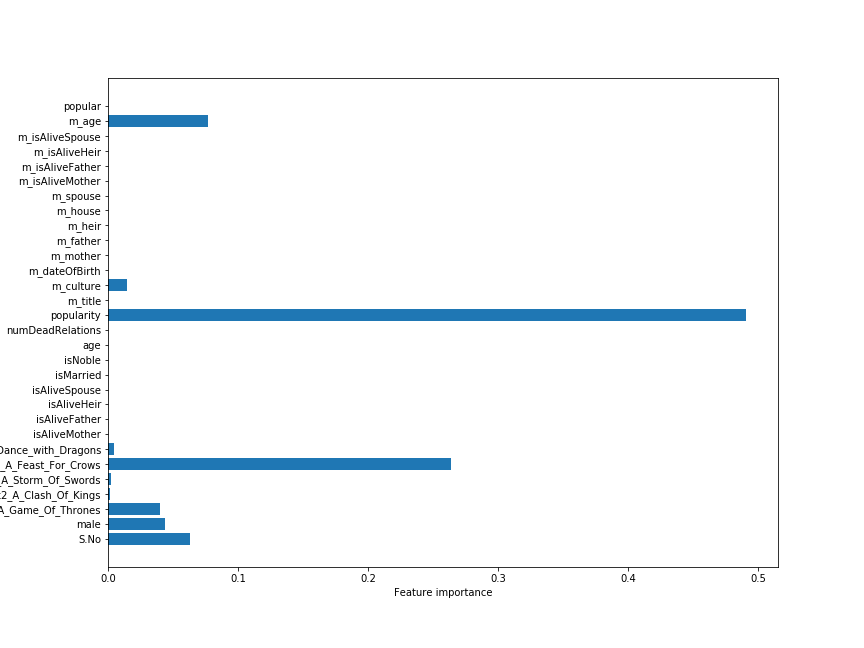 popular
m_age
m_isAliveSpouse
m_isAliveHeir
m_isAliveFather
m_isAliveMother
m_spouse
m_house
m_heir
m_father
m_mother
m_dateOfBirth
m_culture
m_title
popularity
numDeadRelations
age
isNoble
isMarried
isAliveSpouse
isAliveHeir
isAliveFather
isAliveMother
Dance_with_Dragons
_A_Feast_For_Crows
_A_Storm_Of_Swords
2_A_Clash_Of_Kings
A_Game_Of_Thrones
male
S.No
0.0 0.1 0.2 0.3 0.4 0.5
Feature importance